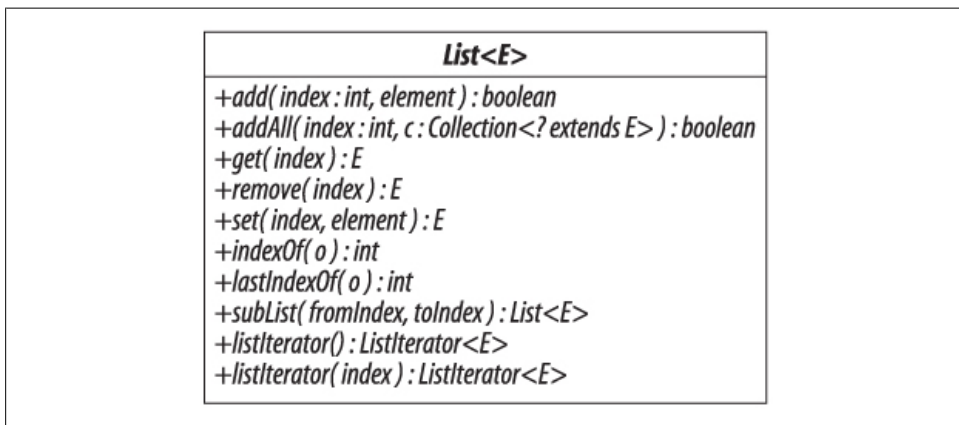 List<E>
+add( index : int, element ) : boolean
+addAll( index : int, c : Collection<? extends E> ) : boolean
+get( index ) : E
+remove( index ) : E
+set( index, element ) : E
+indexOf( o ) : int
+lastIndexOf( o ) : int
+subList( fromIndex, toIndex ) : List<E>
+listIterator() : ListIterator<E>
+listIterator( index ) : ListIterator<E>